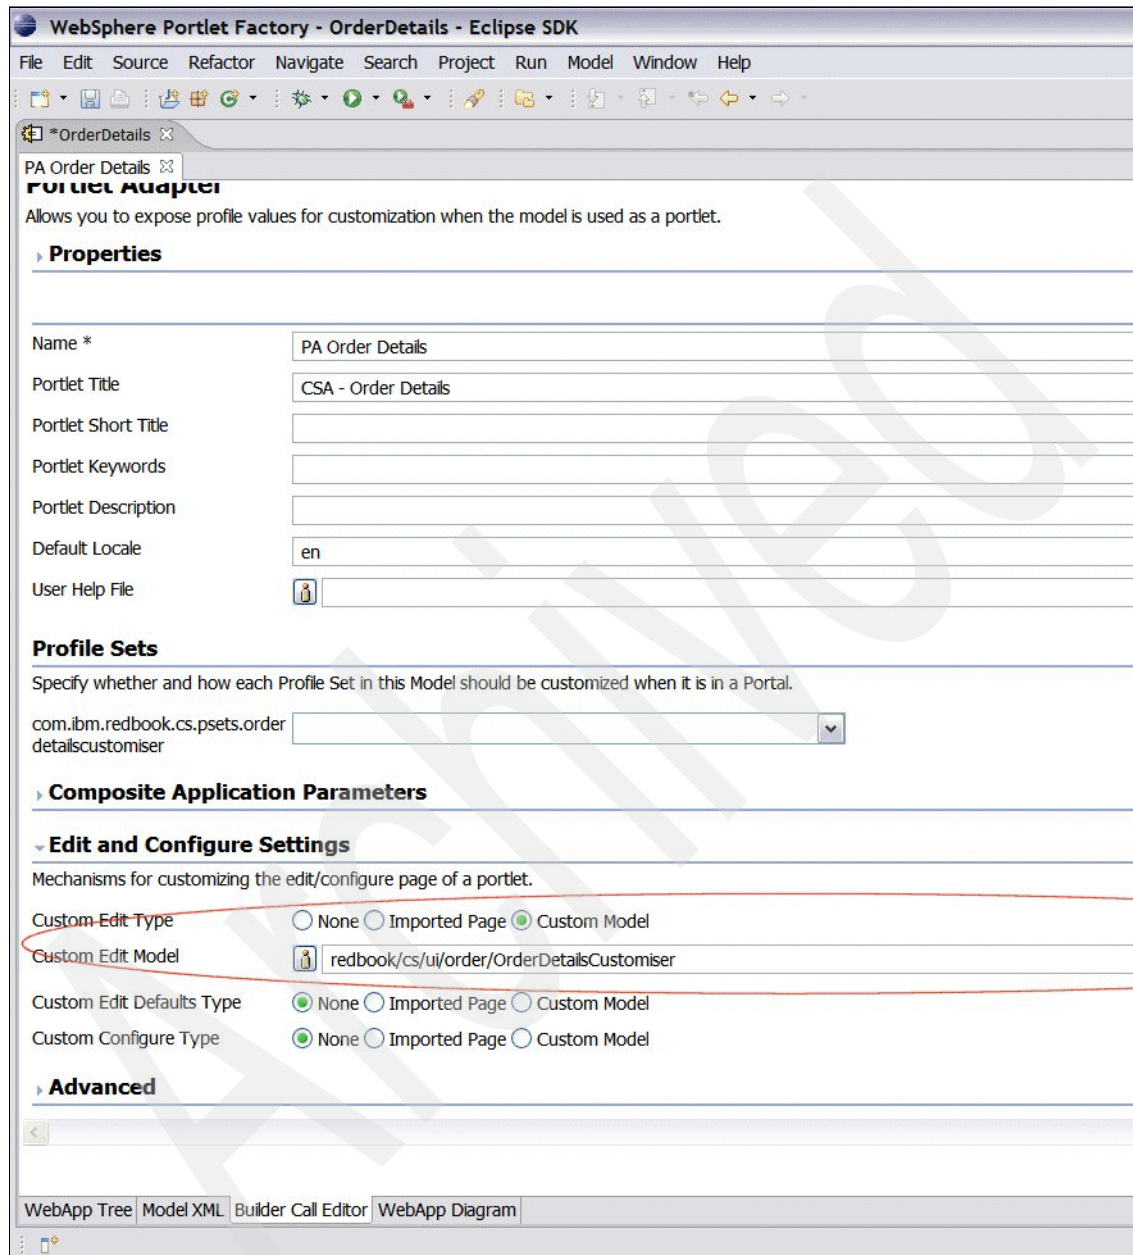 WebSphere Portlet Factory - OrderDetails - Eclipse SDK
File Edit Source Refactor Navigate Search Project Run Model Window Help
*OrderDetails
PA Order Details
Portlet Adapter
Allows you to expose profile values for customization when the model is used as a portlet.
Properties
Name * PA Order Details
Portlet Title CSA - Order Details
Portlet Short Title
Portlet Keywords
Portlet Description
Default Locale en
User Help File
Profile Sets
Specify whether and how each Profile Set in this Model should be customized when it is in a Portal.
com.ibm.redbook.cs.psets.order
detailscustomiser
Composite Application Parameters
Edit and Configure Settings
Mechanisms for customizing the edit/configure page of a portlet.
Custom Edit Type None Imported Page Custom Model
Custom Edit Model redbook/cs/ui/order/OrderDetailsCustomiser
Custom Edit Defaults Type None Imported Page Custom Model
Custom Configure Type None Imported Page Custom Model
Advanced
WebApp Tree Model XML Builder Call Editor WebApp Diagram
Archived